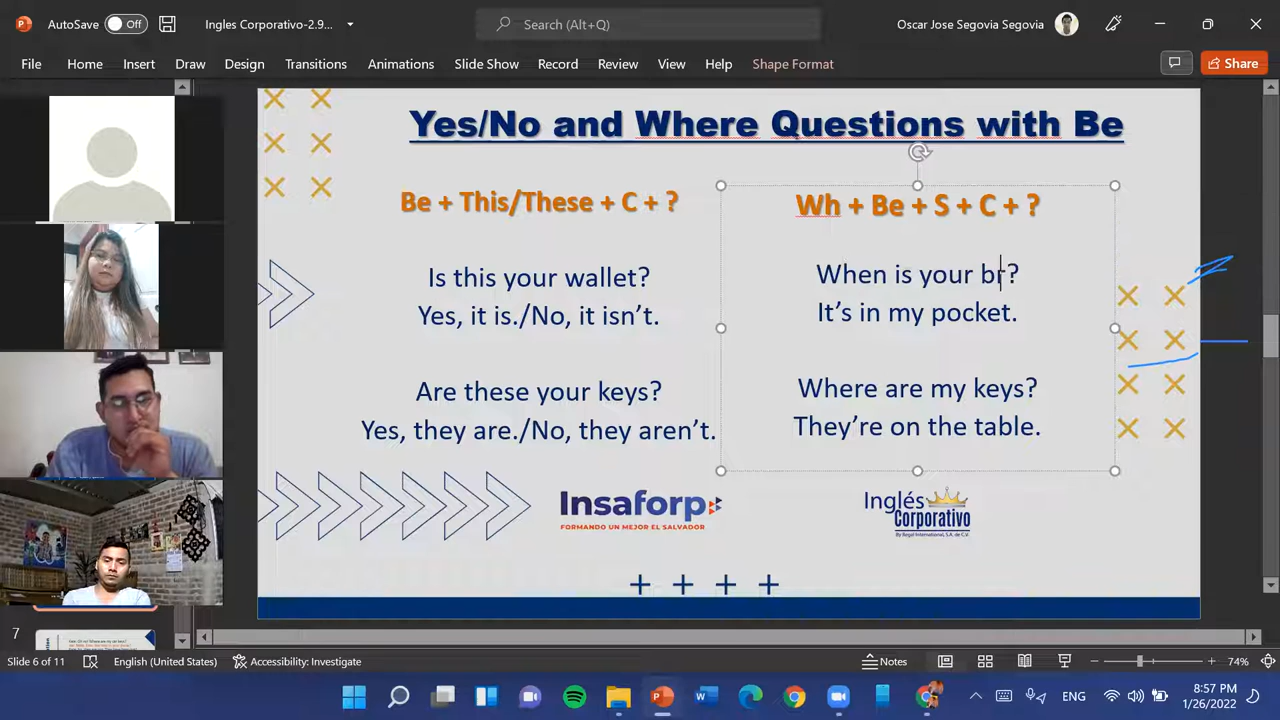 AutoSave Off Ingles Corporativo-2.9... Search (Alt+Q) Oscar Jose Segovia Segovia
File Home Insert Draw Design Transitions Animations Slide Show Record Review View Help Shape Format Share
Yes/No and Where Questions with Be
Be + This/These + C + ?
Is this your wallet?
Yes, it is./No, it isn’t.
Are these your keys?
Yes, they are./No, they aren’t.
Wh + Be + S + C + ?
When is your br?
It’s in my pocket.
Where are my keys?
They’re on the table.
Insaforp
FORMANDO UN MEJOR EL SALVADOR
Inglés
Corporativo
By Regal International, S.A. de C.V.
7
Slide 6 of 11 English (United States) Accessibility: Investigate Notes 74%
ENG 8:57 PM
1/26/2022